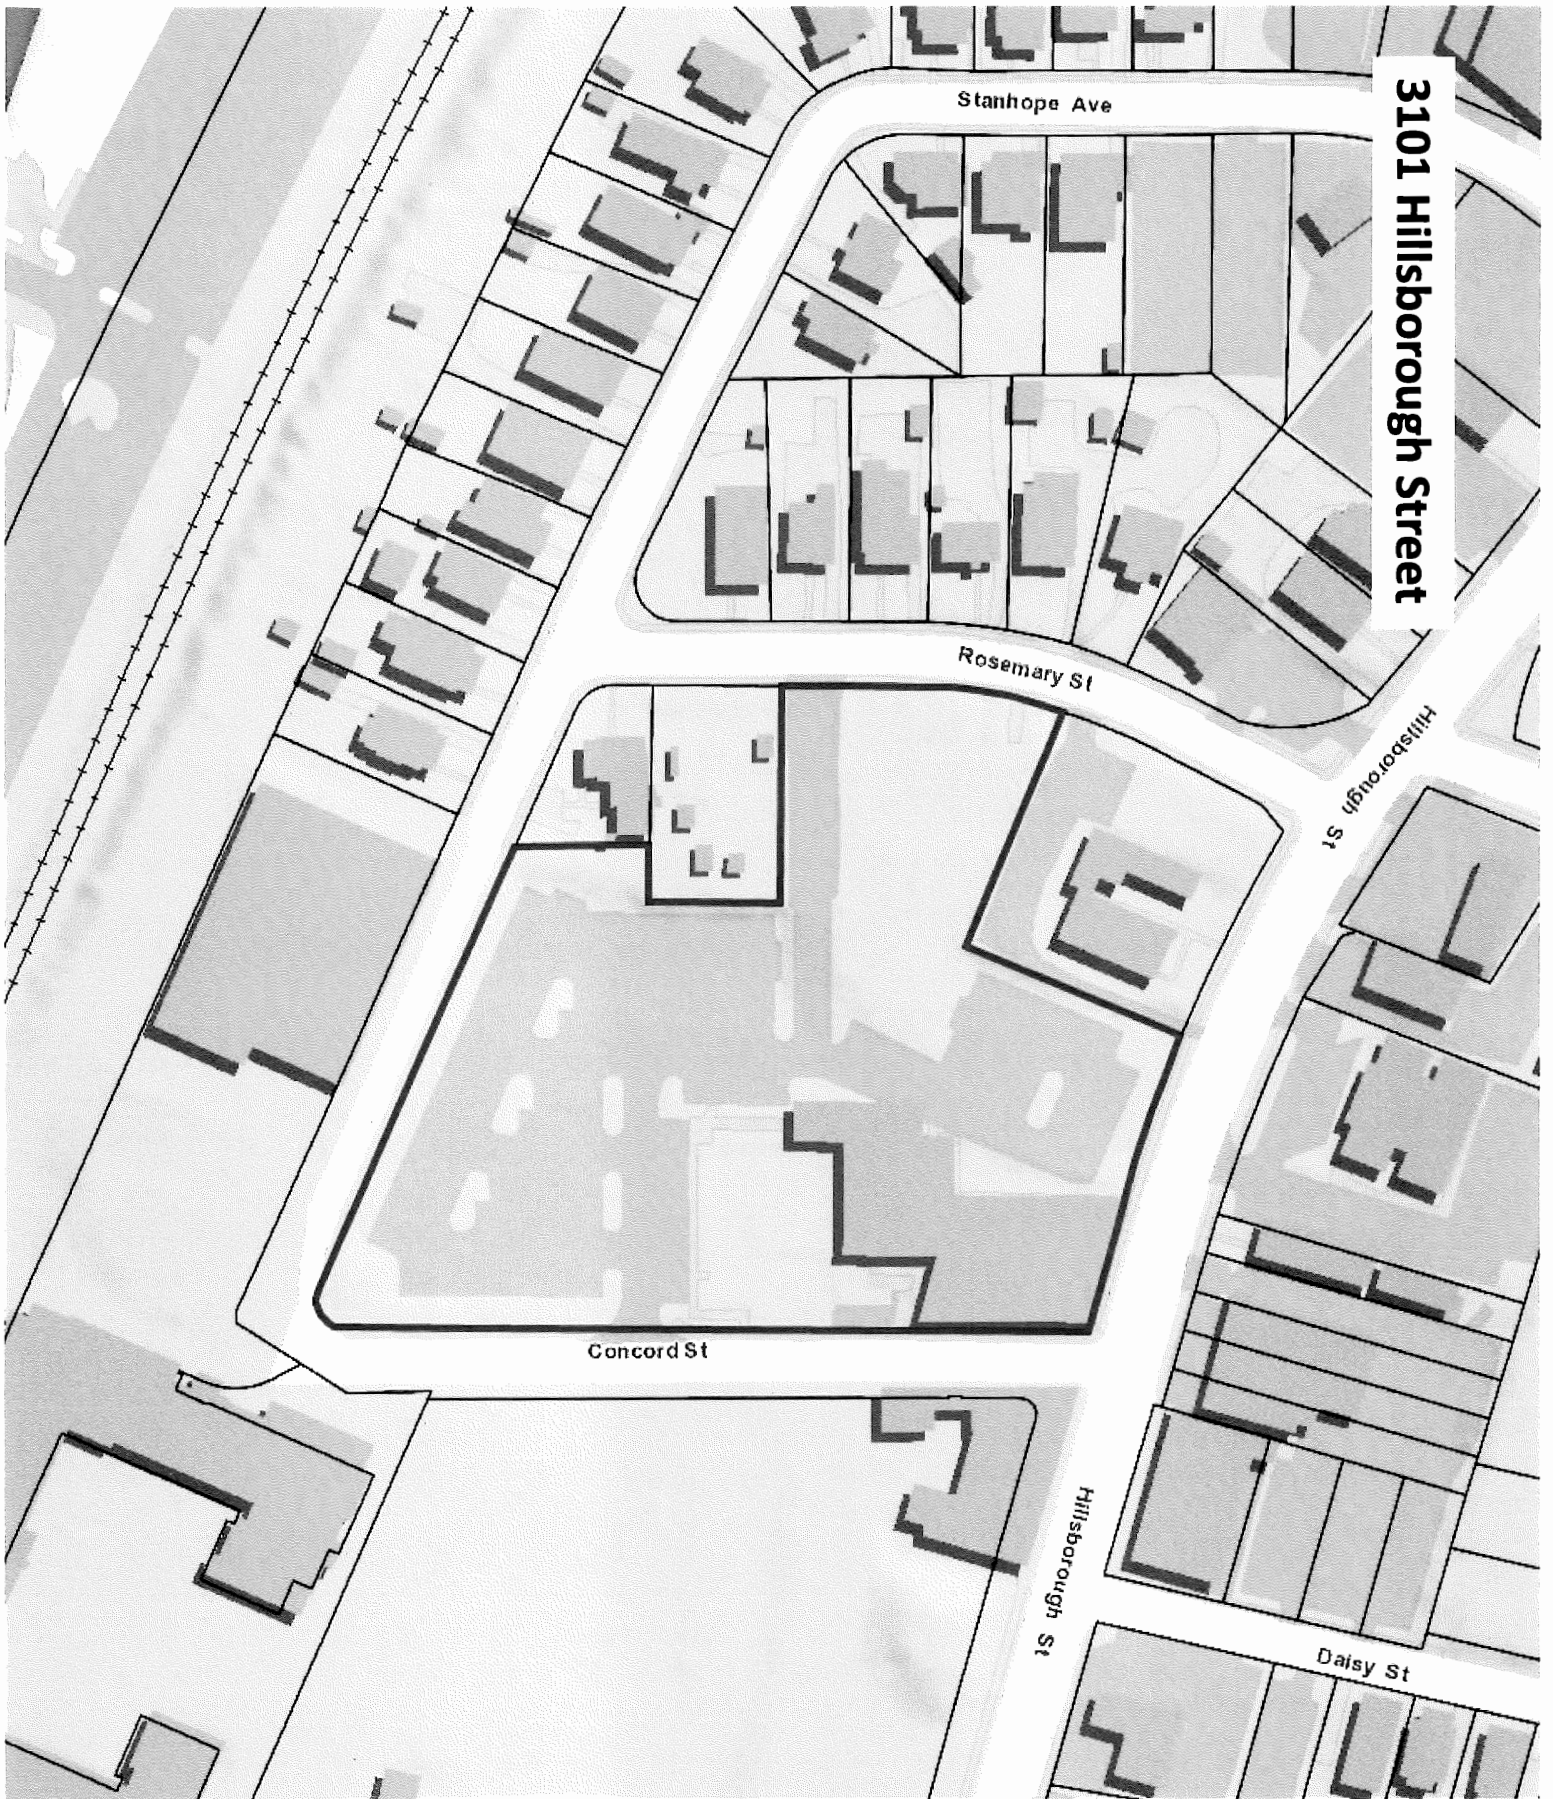 3101 Hillsborough Street
Stanhope Ave
Rosemary St
Hillsborough St
Concord St
Hillsborough St
Daisy St